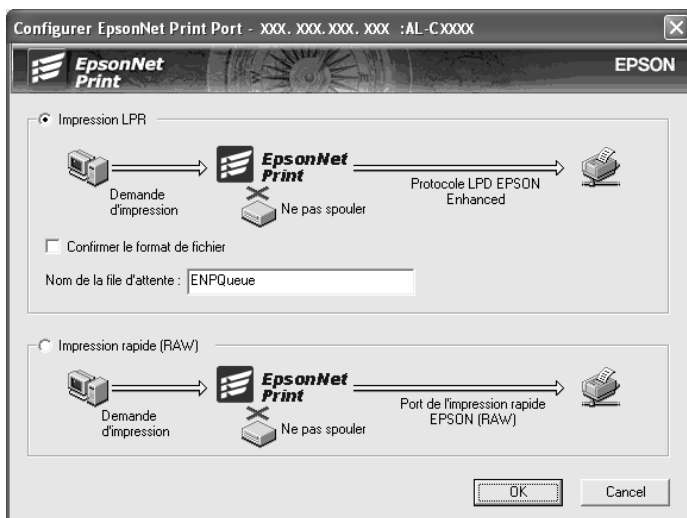 Configurer EpsonNet Print Port - XXX. XXX. XXX. XXX :AL-CXXXX
EpsonNet
Print
EPSON
Impression LPR
EpsonNet
Print
Demande
d'impression
Ne pas spouler
Protocole LPD EPSON
Enhanced
Confirmer le format de fichier
Nom de la file d'attente :
ENPQueue
Impression rapide (RAW)
EpsonNet
Print
Demande
d'impression
Ne pas spouler
Port de l'impression rapide
EPSON (RAW)
OK
Cancel